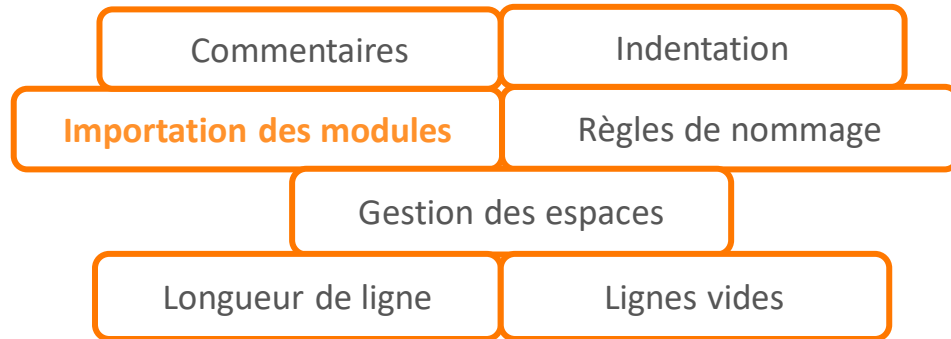 Commentaires
Indentation
Importation des modules
Règles de nommage
Gestion des espaces
Longueur de ligne
Lignes vides